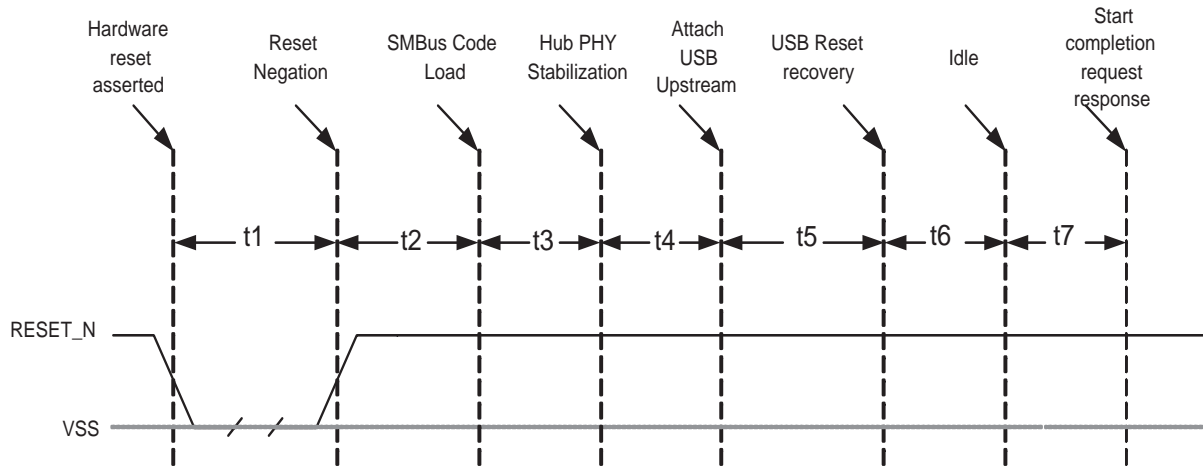 Hardware
reset
asserted
Reset
Negation
SMBus Code
Load
Hub PHY
Stabilization
Attach
USB
Upstream
USB Reset
recovery
Idle
Start
completion
request
response
t1
t2
t3
t4
t5
t6
t7
RESET_N
VSS